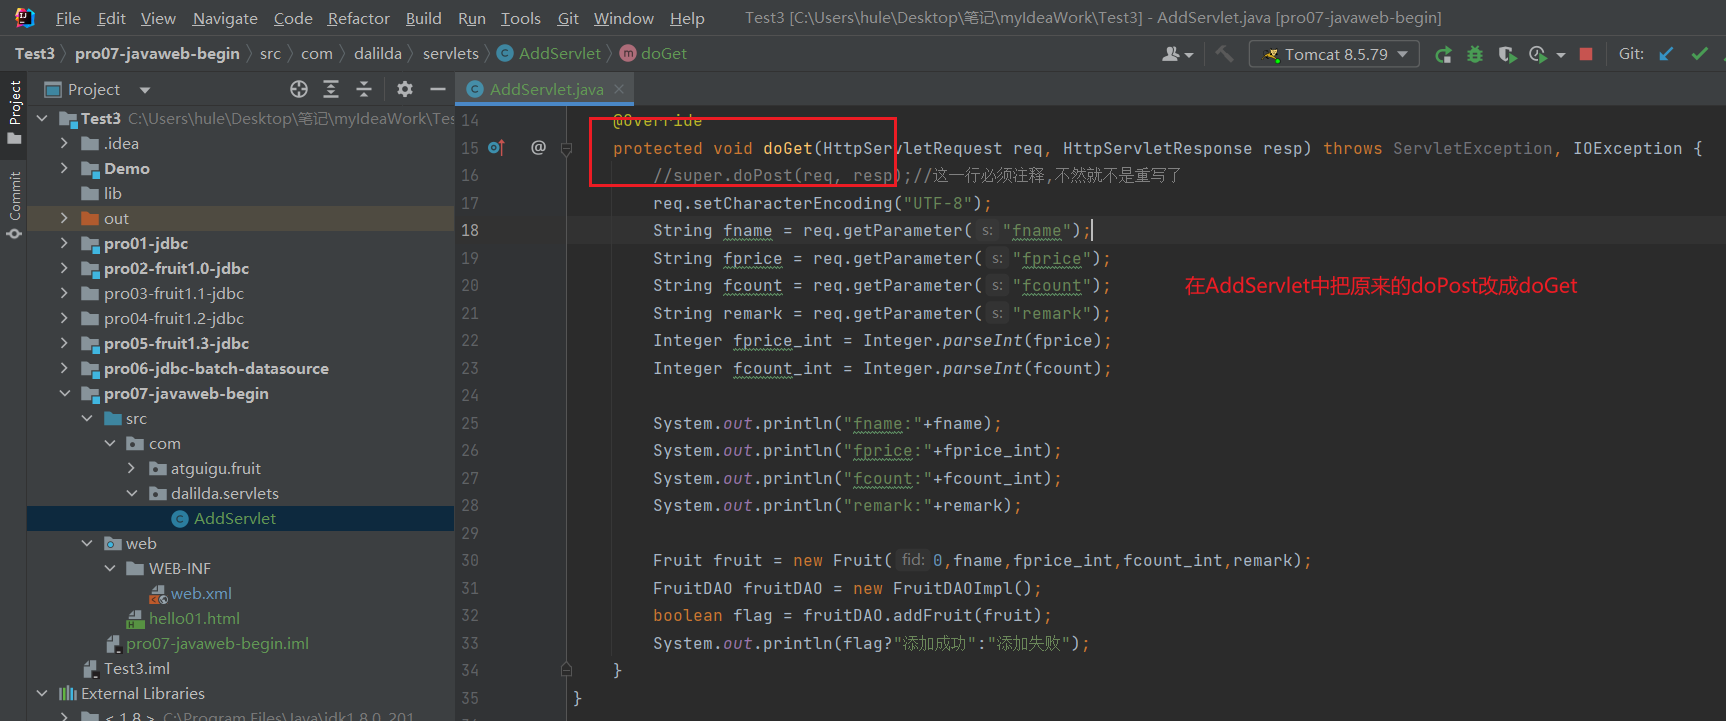 File Edit View Navigate Code Refactor Build Run Tools Git Window Help Test3 [C:\Users\hule\Desktop\笔记\myIdeaWork\Test3] - AddServlet.java [pro07-javaweb-begin]
Test3 pro07-javaweb-begin src com dalilda servlets AddServlet doGet Tomcat 8.5.79 Git:
Project
Commit
Project
AddServlet.java
Test3 C:\Users\hule\Desktop\笔记\myIdeaWork\Tes
.idea
Demo
lib
out
pro01-jdbc
pro02-fruit1.0-jdbc
pro03-fruit1.1-jdbc
pro04-fruit1.2-jdbc
pro05-fruit1.3-jdbc
pro06-jdbc-batch-datasource
pro07-javaweb-begin
src
com
atguigu.fruit
dalilda.servlets
AddServlet
web
WEB-INF
web.xml
hello01.html
pro07-javaweb-begin.iml
Test3.iml
External Libraries
< 1.8 > C:\Program Files\Java\jdk1.8.0_201
14 @Override
15 @ protected void doGet(HttpServletRequest req, HttpServletResponse resp) throws ServletException, IOException {
16 //super.doPost(req, resp);//这一行必须注释,不然就不是重写了
17 req.setCharacterEncoding("UTF-8");
18 String fname = req.getParameter( s: "fname");
19 String fprice = req.getParameter( s: "fprice");
20 String fcount = req.getParameter( s: "fcount");
21 String remark = req.getParameter( s: "remark");
22 Integer fprice_int = Integer.parseInt(fprice);
23 Integer fcount_int = Integer.parseInt(fcount);
24
25 System.out.println("fname:"+fname);
26 System.out.println("fprice:"+fprice_int);
27 System.out.println("fcount:"+fcount_int);
28 System.out.println("remark:"+remark);
29
30 Fruit fruit = new Fruit( fid: 0,fname,fprice_int,fcount_int,remark);
31 FruitDAO fruitDAO = new FruitDAOImpl();
32 boolean flag = fruitDAO.addFruit(fruit);
33 System.out.println(flag?"添加成功":"添加失败");
34 }
35 }
在AddServlet中把原来的doPost改成doGet